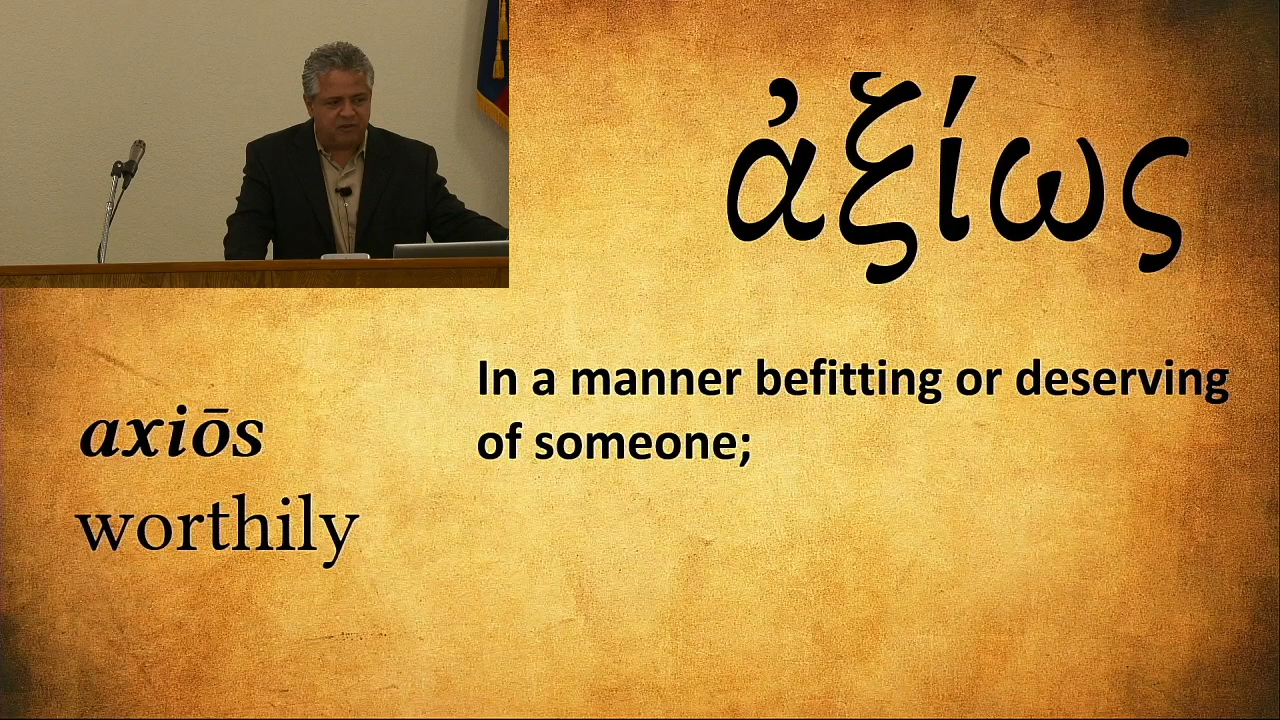 ἀξίως
In a manner befitting or deserving
of someone;
axiōs
worthily